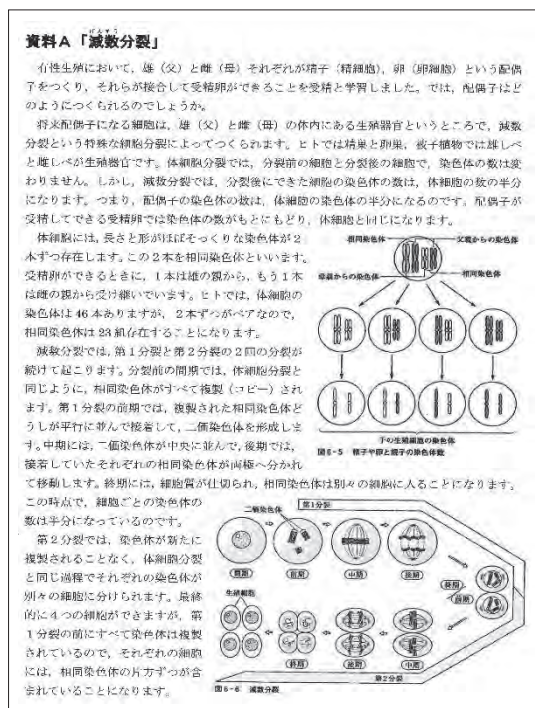 資料A「減数分裂」
げんすう
有性生殖において，雄（父）と雌（母）それぞれが精子（精細胞），卵（卵細胞）という配偶
子をつくり，それらが接合して受精卵ができることを受精と学習しました。では，配偶子はど
のようにつくられるのでしょうか。
将来配偶子になる細胞は，雄（父）と雌（母）の体内にある生殖器官というところで，減数
分裂という特殊な細胞分裂によってつくられます。ヒトでは精巣と卵巣，被子植物では雄しべ
と雌しべが生殖器官です。体細胞分裂では，分裂前の細胞と分裂後の細胞で，染色体の数は変
わりません。しかし，減数分裂では，分裂後にできた細胞の染色体の数は，体細胞の数の半分
になります。つまり，配偶子の染色体の数は，体細胞の染色体の半分になるのです。配偶子が
受精してできる受精卵では染色体の数がもとにもどり，体細胞と同じになります。
体細胞には，長さと形がほぼそっくりな染色体が2
本ずつ存在します。この2本を相同染色体といいます。
受精卵ができるときに，1本は雄の親から，もう1本
は雌の親から受け継いでいます。ヒトでは，体細胞の
染色体は46本ありますが，2本ずつがペアなので，
相同染色体は23組存在することになります。
減数分裂では，第1分裂と第2分裂の2回の分裂が
続けて起こります。分裂前の間期では，体細胞分裂と
同じように，相同染色体がすべて複製（コピー）され
ます。第1分裂の前期では，複製された相同染色体ど
うしが平行に並んで接着して，二価染色体を形成しま
す。中期には，二価染色体が中央に並んで，後期では，
接着していたそれぞれの相同染色体が両極へ分かれ
て移動します。終期には，細胞質が仕切られ，相同染色体は別々の細胞に入ることになります。
この時点で，細胞ごとの染色体の
数は半分になっているのです。
第2分裂では，染色体が新たに
複製されることなく，体細胞分裂
と同じ過程でそれぞれの染色体が
別々の細胞に分けられます。最終
的に4つの細胞ができますが，第
1分裂の前にすべて染色体は複製
されているので，それぞれの細胞
には，相同染色体の片方ずつが含
まれていることになります。
相同染色体
父親からの染色体
母親からの染色体
相同染色体
子の生殖細胞の染色体
図6-5 精子や卵と親子の染色体数
第1分裂
二価染色体
間期
前期
中期
後期
終期
前期
生殖細胞
終期
後期
中期
第2分裂
図6-6 減数分裂